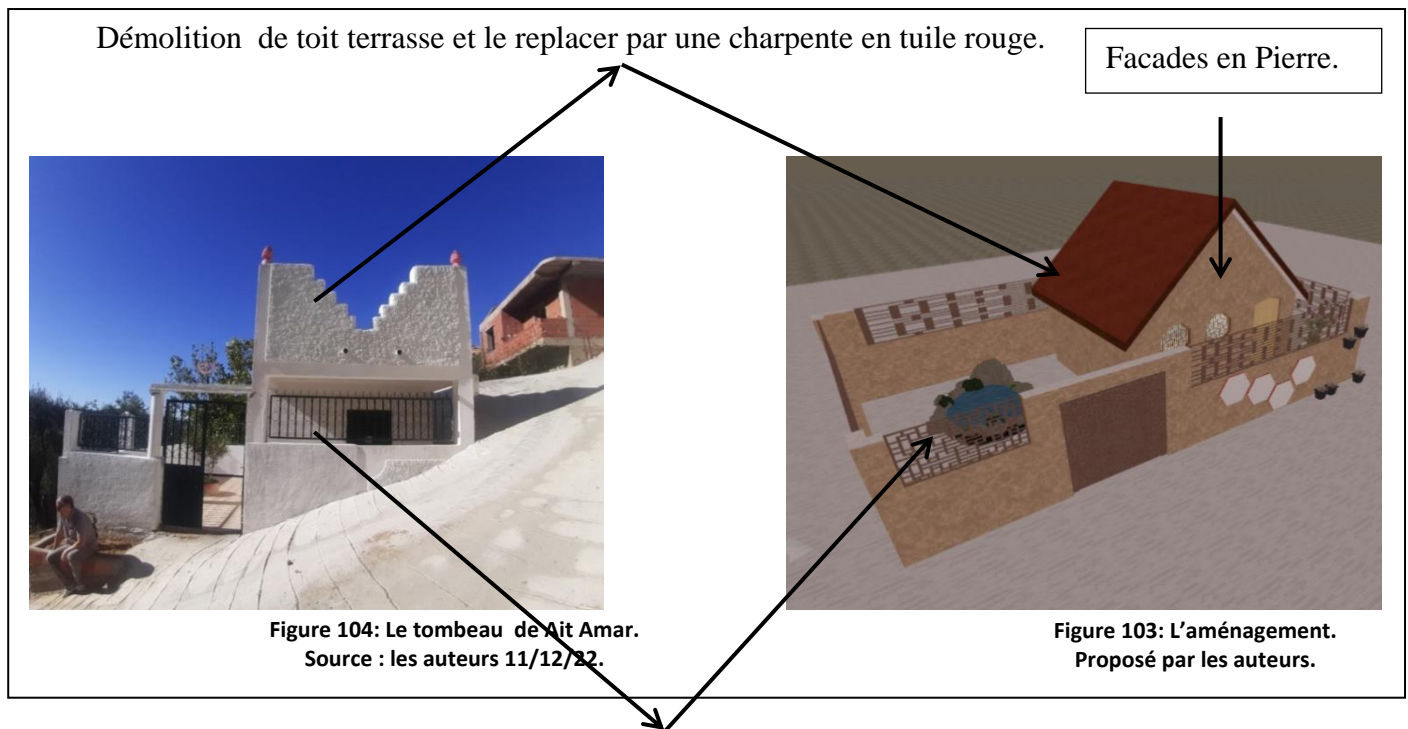 Démolition de toit terrasse et le replacer par une charpente en tuile rouge.
Facades en Pierre.
Figure 104: Le tombeau de Ait Amar.
Source : les auteurs 11/12/22.
Figure 103: L’aménagement.
Proposé par les auteurs.